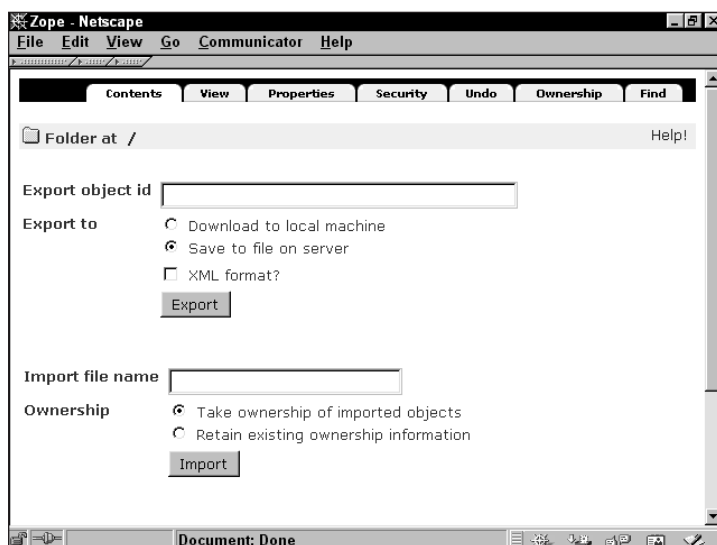 Zope - Netscape
File Edit View Go Communicator Help
Contents View Properties Security Undo Ownership Find
Folder at /
Help!
Export object id
Export to
Download to local machine
Save to file on server
XML format?
Export
Import file name
Ownership
Take ownership of imported objects
Retain existing ownership information
Import
Document: Done